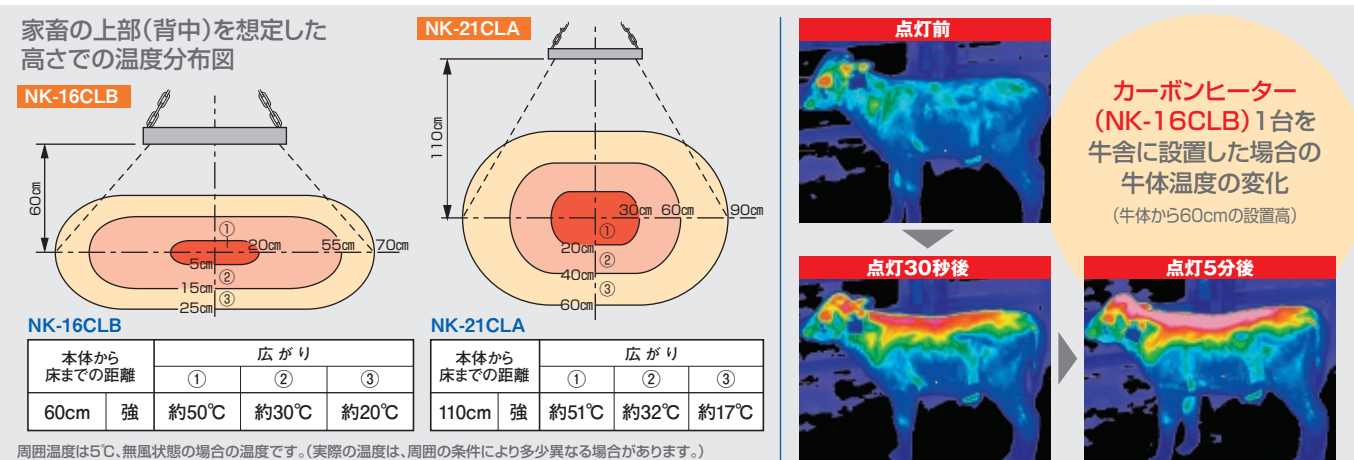 家畜の上部(背中)を想定した
高さでの温度分布図
NK-16CLB
60cm
①
20cm
55cm
70cm
5cm
②
15cm
③
25cm
NK-21CLA
110cm
30cm
60cm
90cm
①
20cm
②
40cm
③
60cm
NK-16CLB
本体から
床までの距離
広がり
①
②
③
60cm
強
約50℃
約30℃
約20℃
NK-21CLA
本体から
床までの距離
広がり
①
②
③
110cm
強
約51℃
約32℃
約17℃
周囲温度は5℃、無風状態の場合の温度です。(実際の温度は、周囲の条件により多少異なる場合があります。)
点灯前
カーボンヒーター
(NK-16CLB)1台を
牛舎に設置した場合の
牛体温度の変化
(牛体から60cmの設置高)
点灯30秒後
点灯5分後